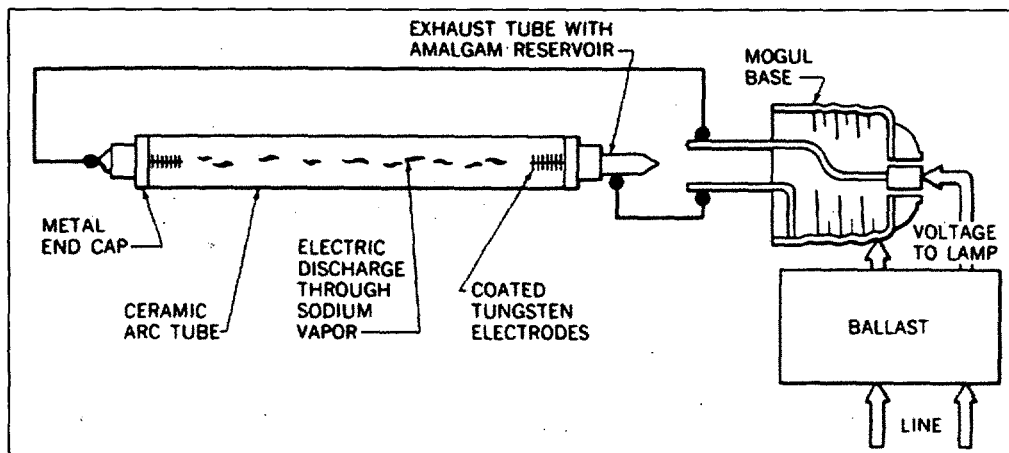 EXHAUST TUBE WITH
AMALGAM RESERVOIR
MOGUL
BASE
METAL
END CAP
CERAMIC
ARC TUBE
ELECTRIC
DISCHARGE
THROUGH
SODIUM
VAPOR
COATED
TUNGSTEN
ELECTRODES
VOLTAGE
TO LAMP
BALLAST
LINE